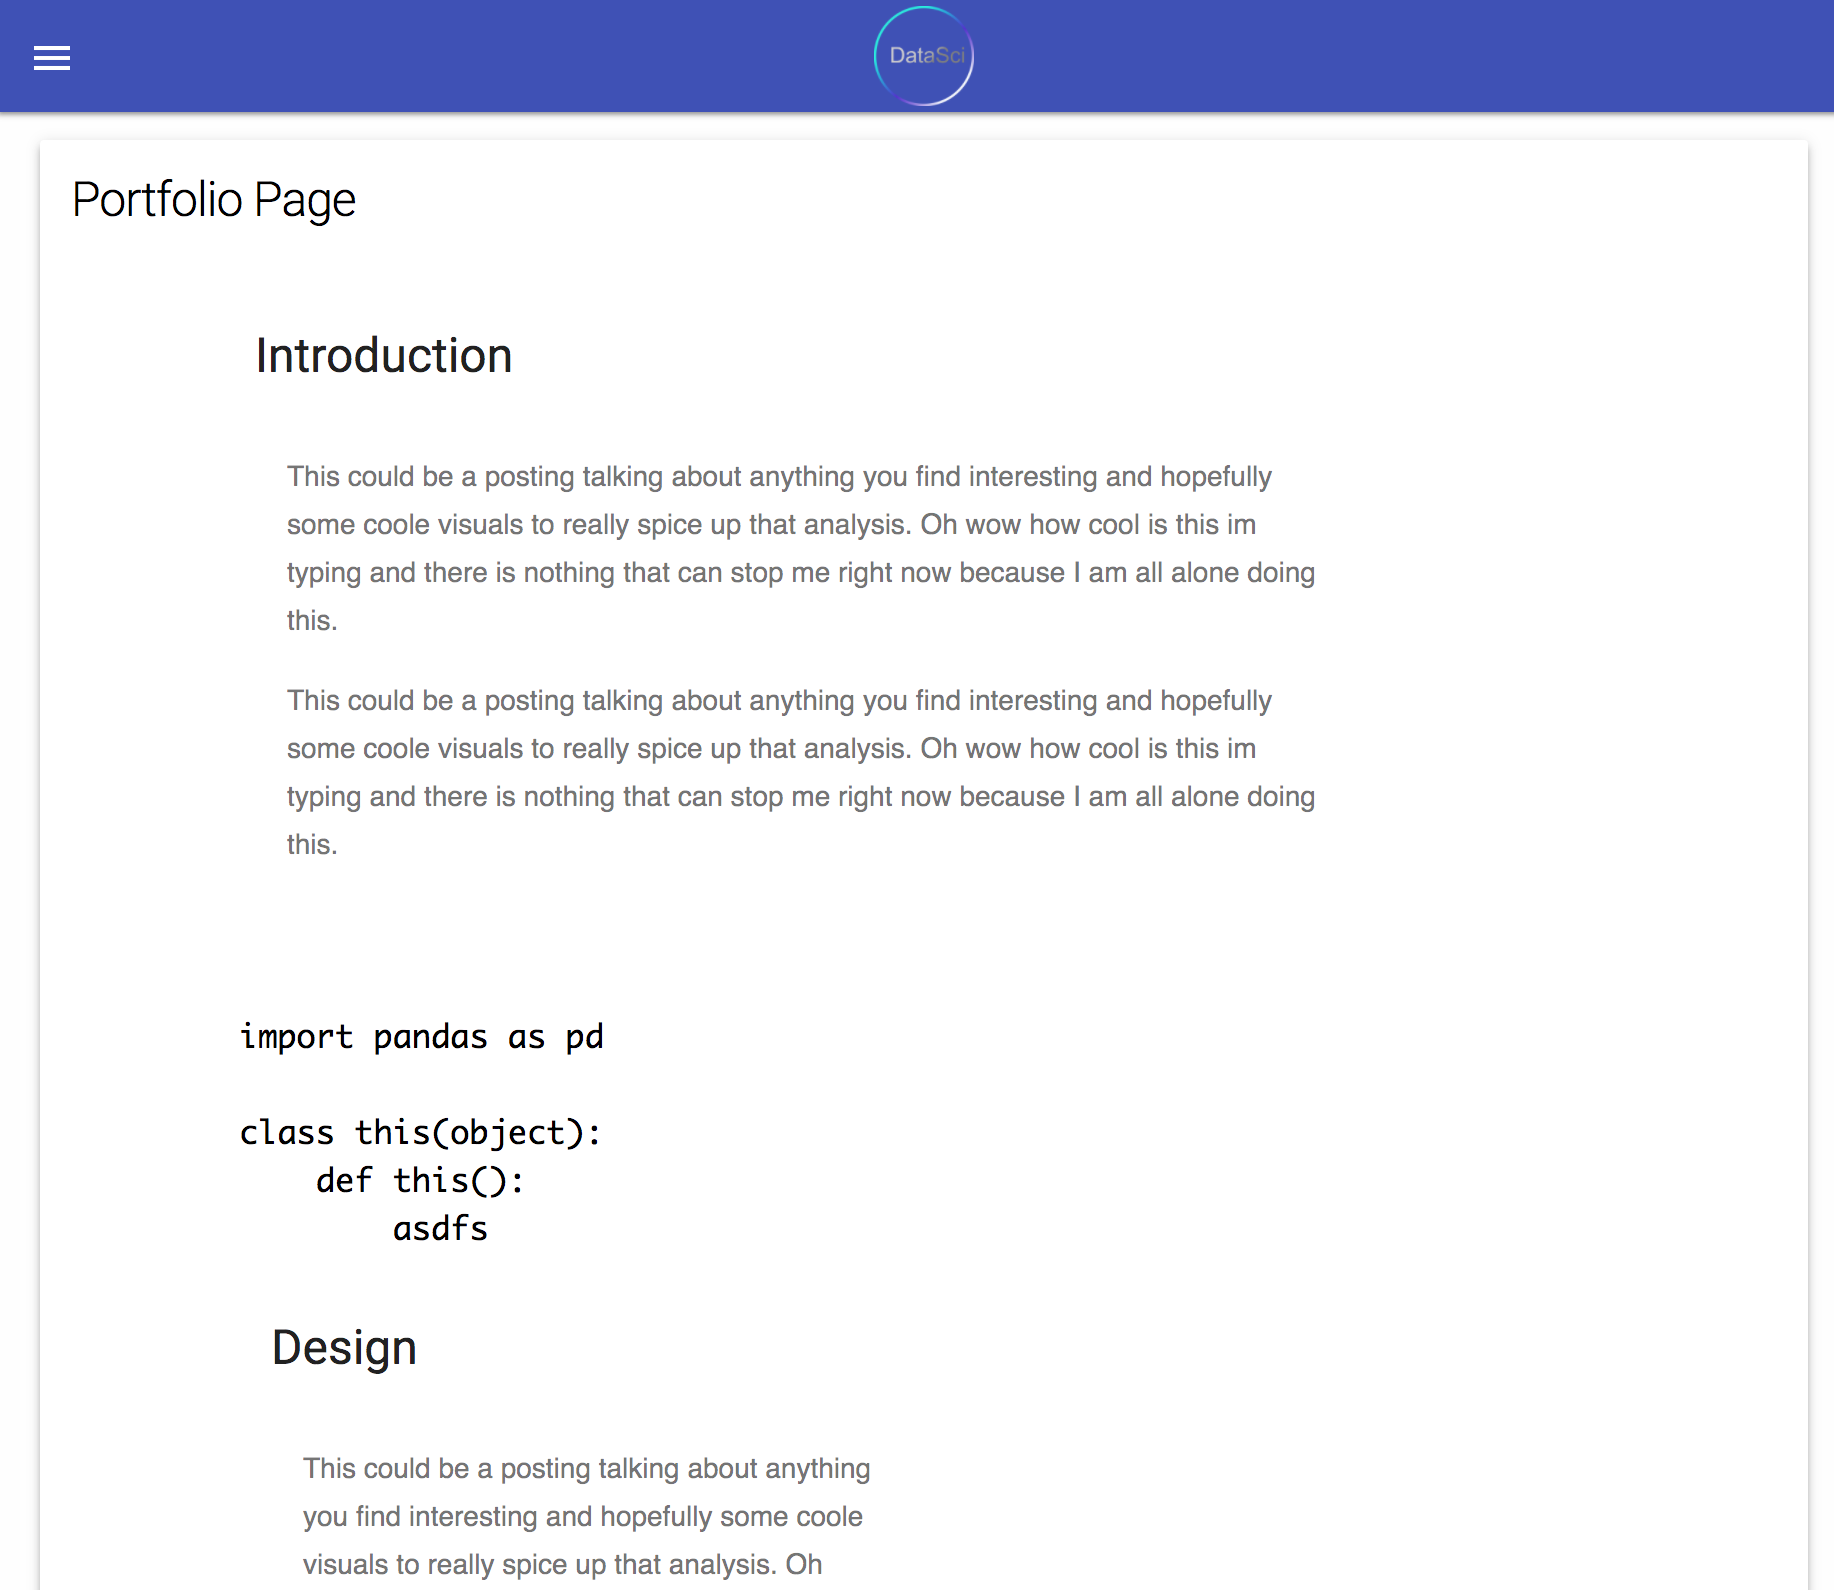 DataSci
Portfolio Page
Introduction
This could be a posting talking about anything you find interesting and hopefully
some coole visuals to really spice up that analysis. Oh wow how cool is this im
typing and there is nothing that can stop me right now because I am all alone doing
this.
This could be a posting talking about anything you find interesting and hopefully
some coole visuals to really spice up that analysis. Oh wow how cool is this im
typing and there is nothing that can stop me right now because I am all alone doing
this.
import pandas as pd
class this(object):
    def this():
        asdfs
Design
This could be a posting talking about anything
you find interesting and hopefully some coole
visuals to really spice up that analysis. Oh